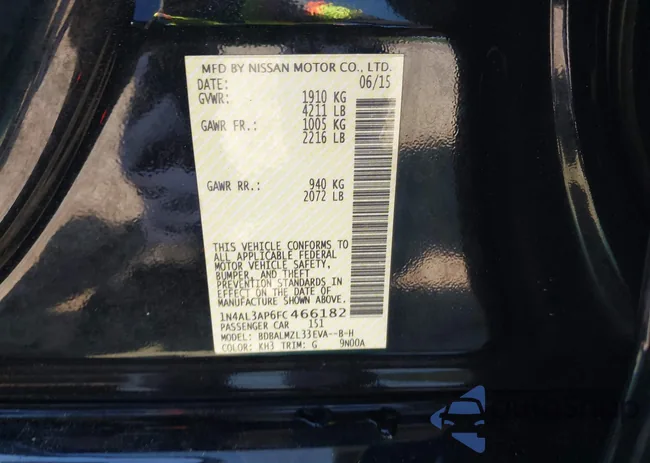 MFD BY NISSAN MOTOR CO., LTD.
DATE: 06/15
GVWR: 1910 KG
4211 LB
GAWR FR.: 1005 KG
2216 LB
GAWR RR.: 940 KG
2072 LB
THIS VEHICLE CONFORMS TO
ALL APPLICABLE FEDERAL
MOTOR VEHICLE SAFETY,
BUMPER, AND THEFT
PREVENTION STANDARDS IN
EFFECT ON THE DATE OF
MANUFACTURE SHOWN ABOVE.
1N4AL3AP6FC466182
PASSENGER CAR 151
MODEL: BDBALMZL33EVA--B-H
COLOR: KH3 TRIM: G 9N00A